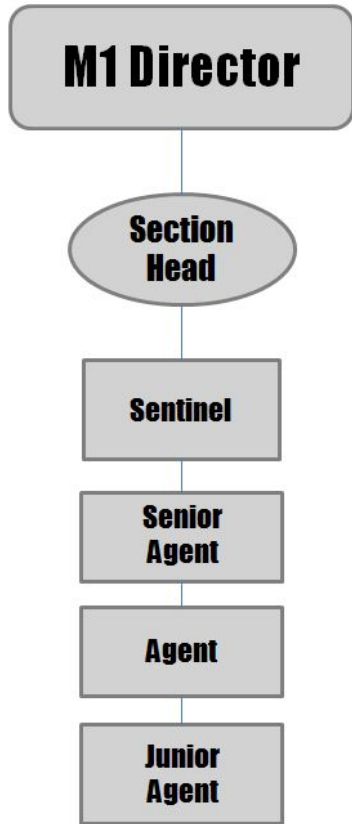 M1 Director
Section
Head
Sentinel
Senior
Agent
Agent
Junior
Agent